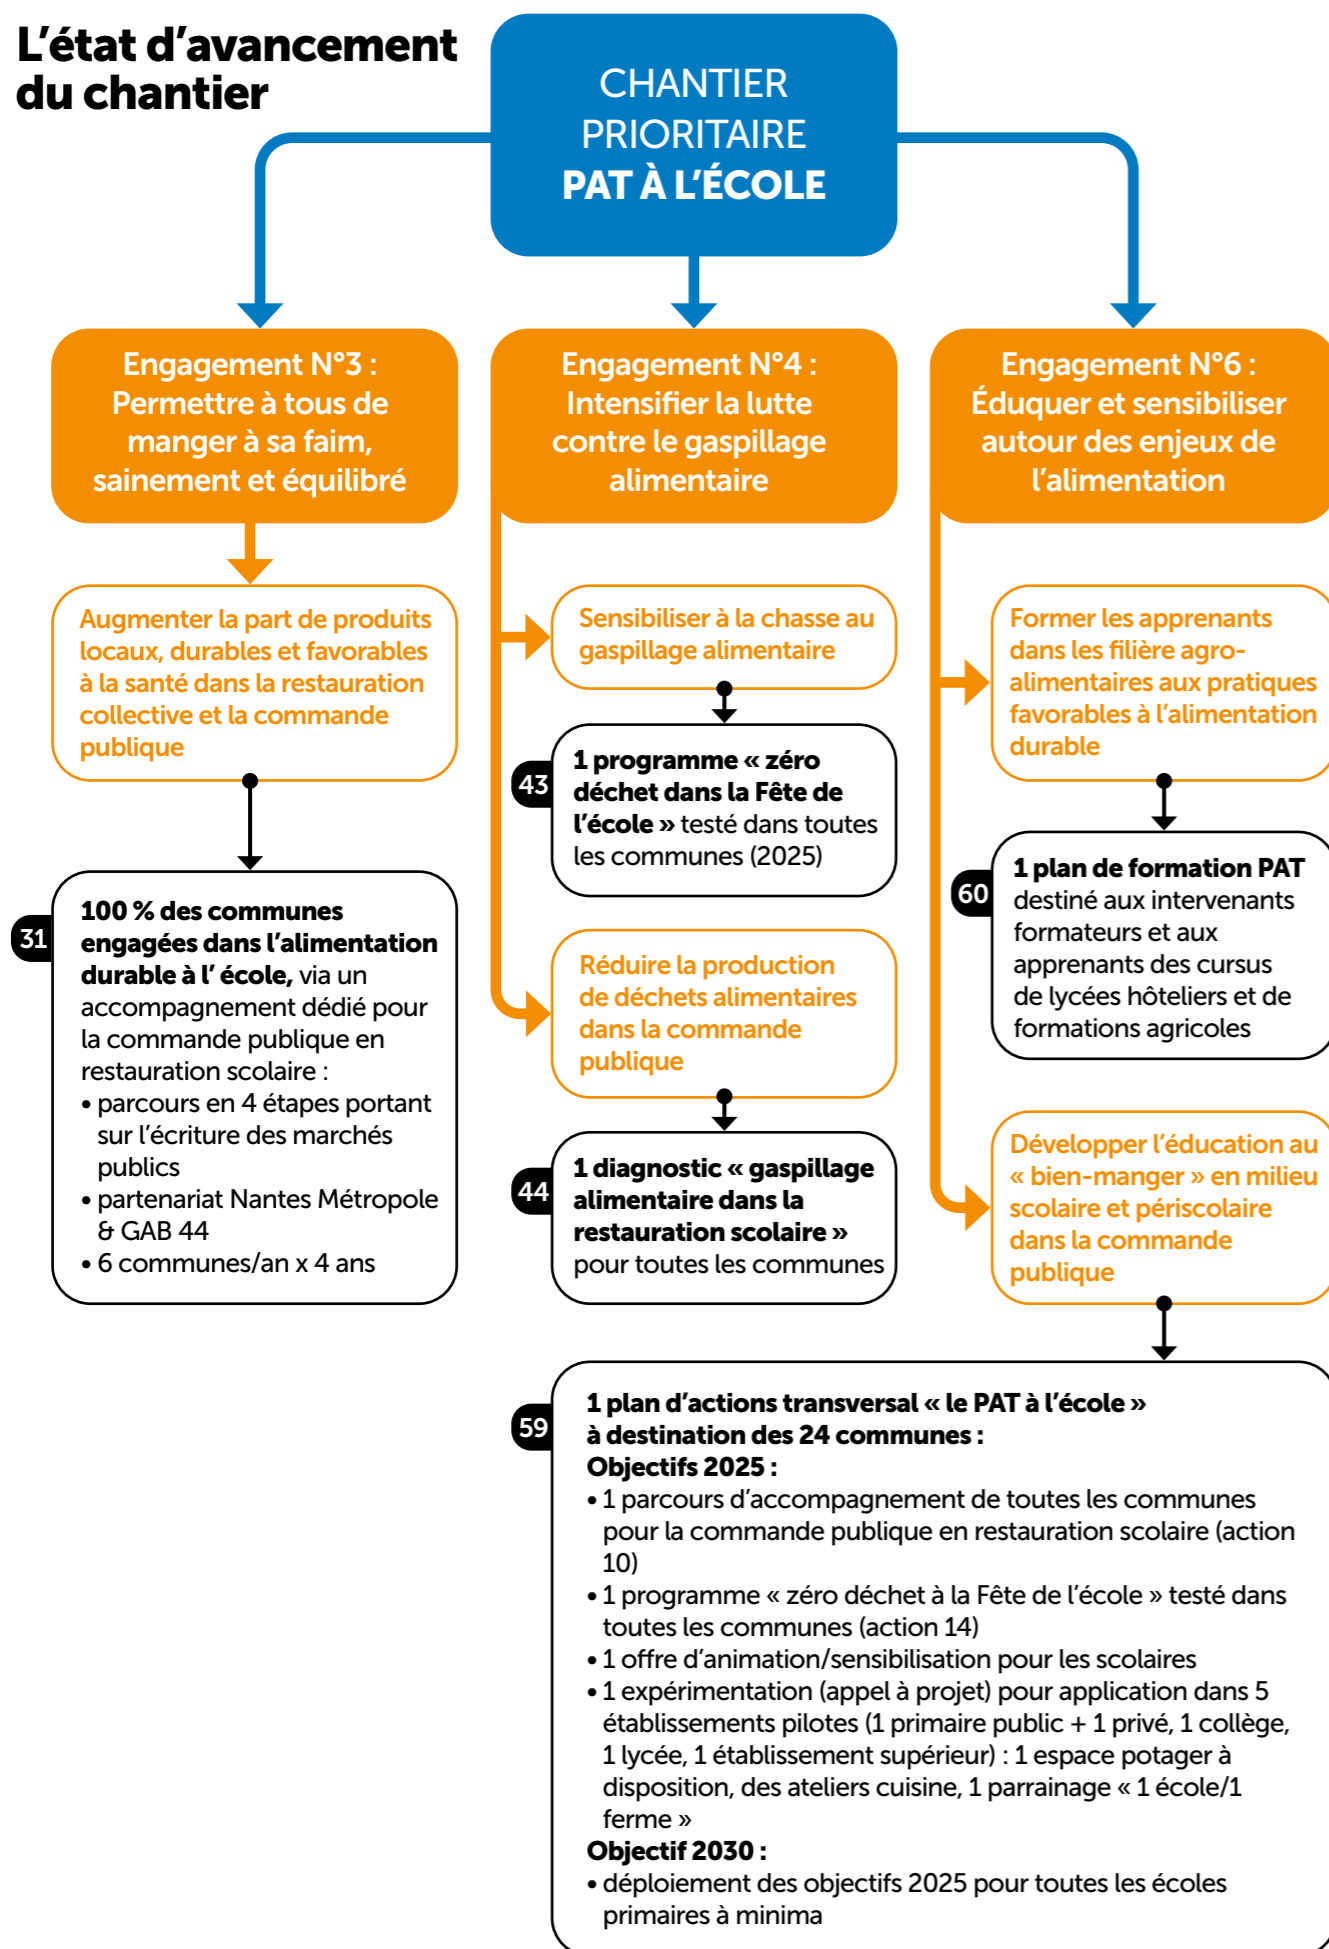 L’état d’avancement
du chantier
CHANTIER
PRIORITAIRE
PAT À L’ÉCOLE
Engagement N°3 :
Permettre à tous de
manger à sa faim,
sainement et équilibré
Augmenter la part de produits
locaux, durables et favorables
à la santé dans la restauration
collective et la commande
publique
31
100 % des communes
engagées dans l’alimentation
durable à l’ école, via un
accompagnement dédié pour
la commande publique en
restauration scolaire :
• parcours en 4 étapes portant
sur l’écriture des marchés
publics
• partenariat Nantes Métropole
& GAB 44
• 6 communes/an x 4 ans
Engagement N°4 :
Intensifier la lutte
contre le gaspillage
alimentaire
Sensibiliser à la chasse au
gaspillage alimentaire
43
1 programme « zéro
déchet dans la Fête de
l’école » testé dans toutes
les communes (2025)
Réduire la production
de déchets alimentaires
dans la commande
publique
44
1 diagnostic « gaspillage
alimentaire dans la
restauration scolaire »
pour toutes les communes
Engagement N°6 :
Éduquer et sensibiliser
autour des enjeux de
l’alimentation
Former les apprenants
dans les filière agro-
alimentaires aux pratiques
favorables à l’alimentation
durable
60
1 plan de formation PAT
destiné aux intervenants
formateurs et aux
apprenants des cursus
de lycées hôteliers et de
formations agricoles
Développer l’éducation au
« bien-manger » en milieu
scolaire et périscolaire
dans la commande
publique
59
1 plan d’actions transversal « le PAT à l’école »
à destination des 24 communes :
Objectifs 2025 :
• 1 parcours d’accompagnement de toutes les communes
pour la commande publique en restauration scolaire (action
10)
• 1 programme « zéro déchet à la Fête de l’école » testé dans
toutes les communes (action 14)
• 1 offre d’animation/sensibilisation pour les scolaires
• 1 expérimentation (appel à projet) pour application dans 5
établissements pilotes (1 primaire public + 1 privé, 1 collège,
1 lycée, 1 établissement supérieur) : 1 espace potager à
disposition, des ateliers cuisine, 1 parrainage « 1 école/1
ferme »
Objectif 2030 :
• déploiement des objectifs 2025 pour toutes les écoles
primaires à minima